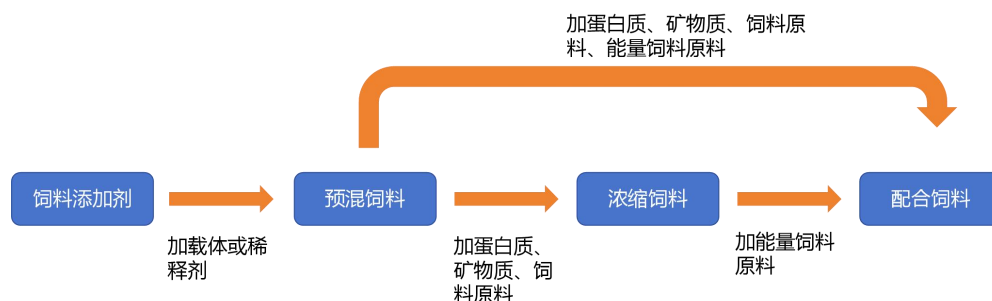 加蛋白质、矿物质、饲料原
料、能量饲料原料
饲料添加剂
预混饲料
浓缩饲料
配合饲料
加载体或稀
释剂
加蛋白质、
矿物质、饲
料原料
加能量饲料
原料